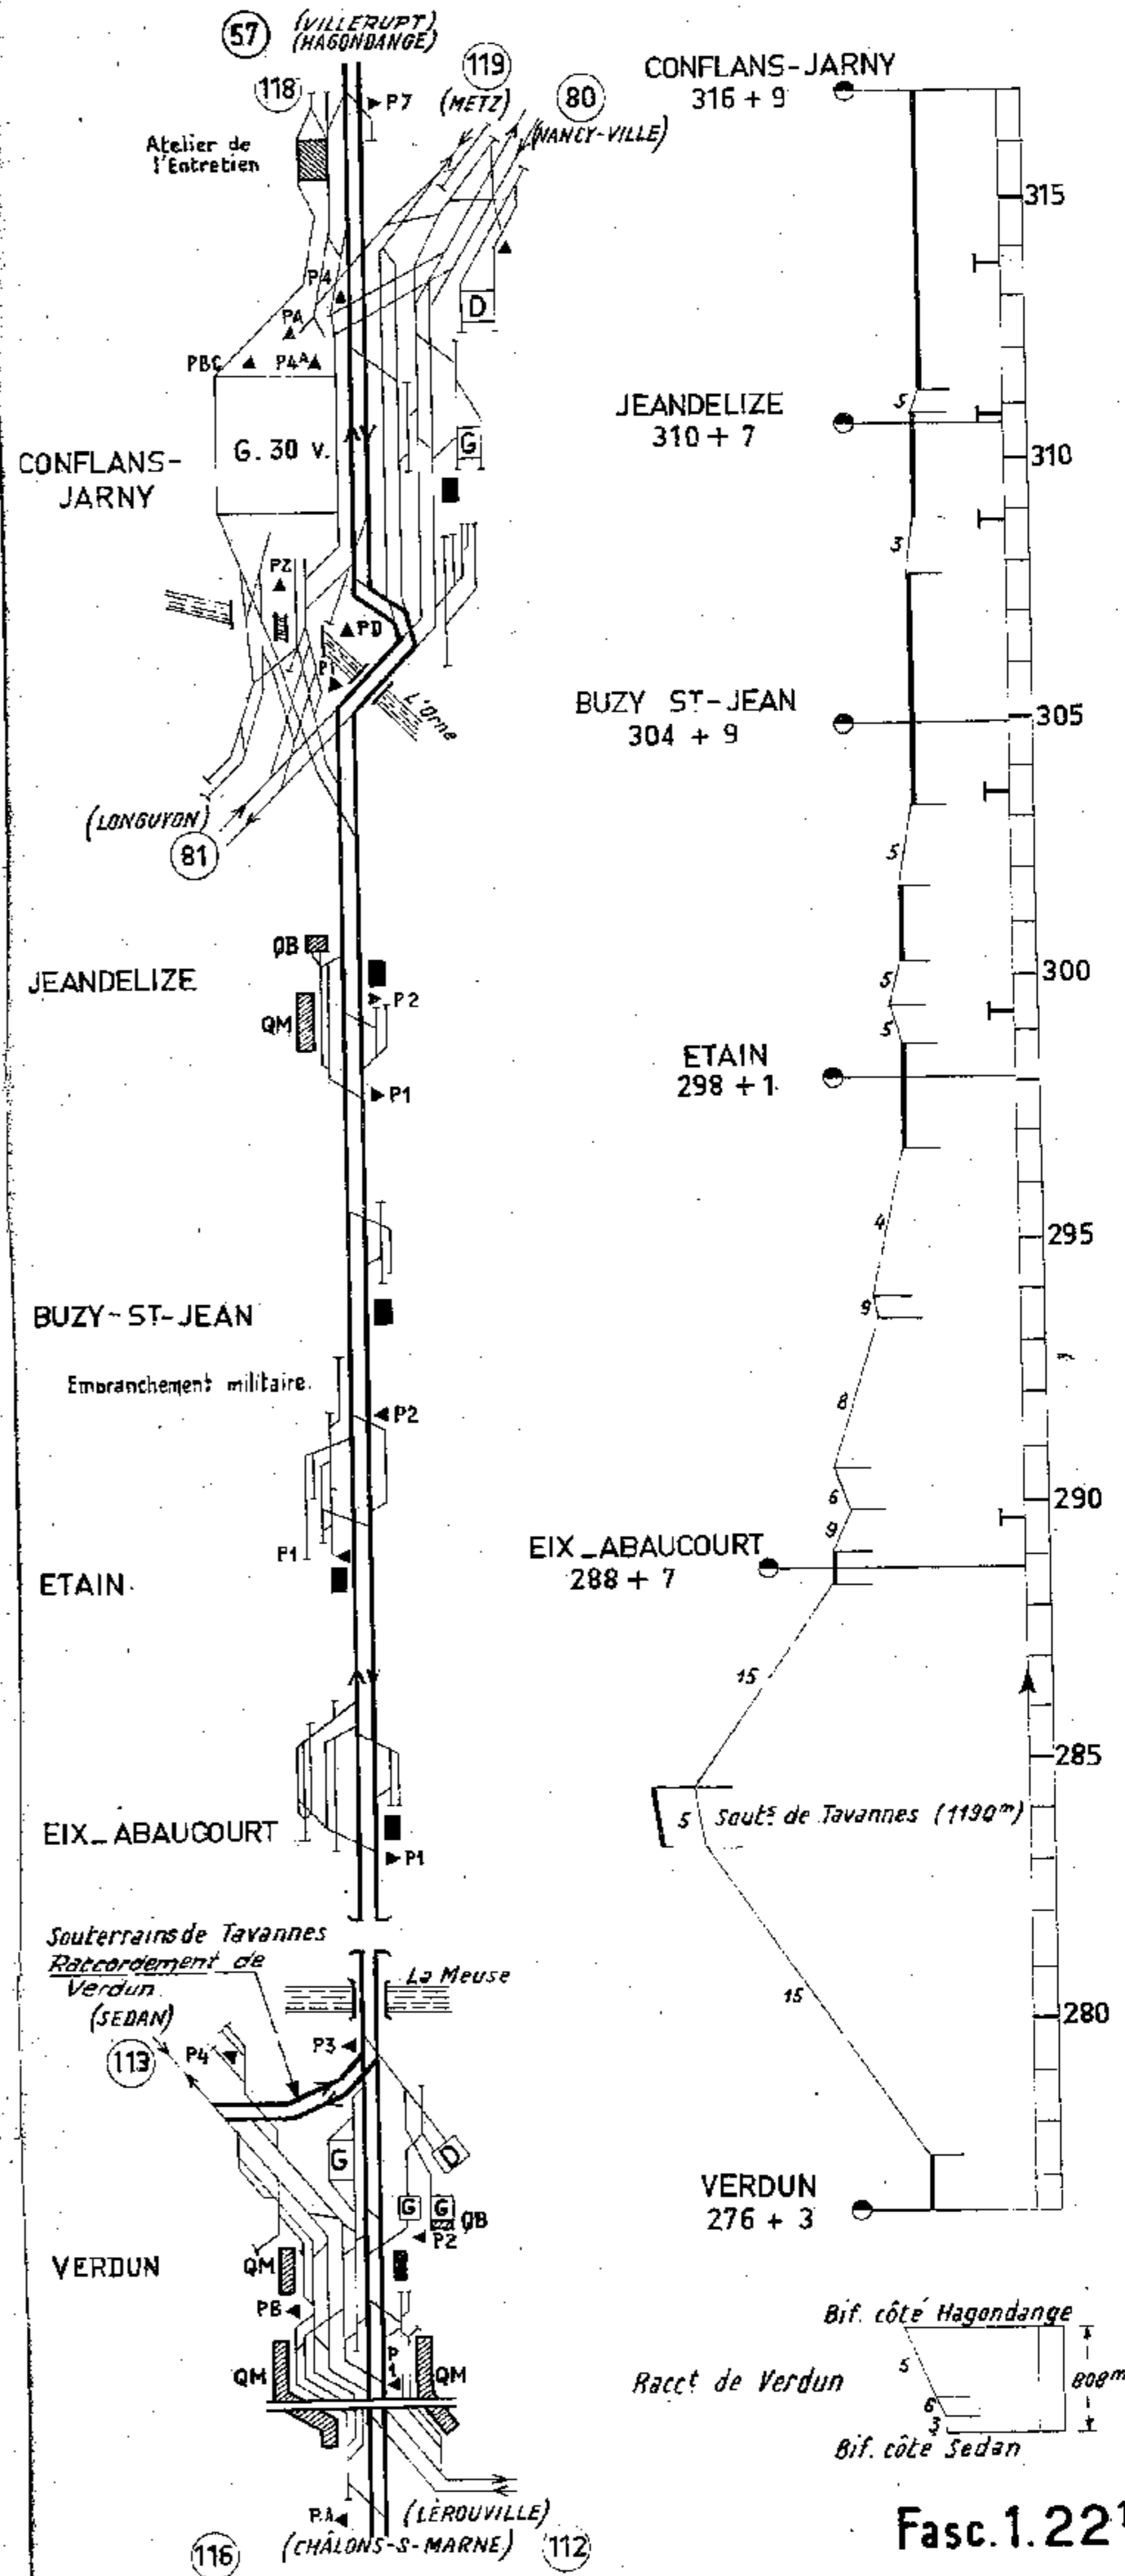 57
(VILLERUPT)
(HAGONDANGE)
118
P7
119
(METZ)
80
(NANCY-VILLE)
Atelier de
l'Entretien
P4
PA
PBC
P4A
D
G. 30 v.
G
CONFLANS-
JARNY
PZ
PD
P1
L'Orne
(LONGUYON)
81
QB
JEANDELIZE
P2
QM
P1
BUZY-ST-JEAN
Embranchement militaire.
P2
P1
ETAIN.
EIX_ABAUCOURT
P1
Souterrains de Tavannes
Raccordement de
Verdun
(SEDAN)
La Meuse
113
P4
P3
G
D
G
G
QB
P2
VERDUN
QM
PB
P
1
QM
QM
PA
(LÉROUVILLE)
(CHÂLONS-S-MARNE)
116
112
CONFLANS-JARNY
316 + 9
315
5
JEANDELIZE
310 + 7
310
3
BUZY ST-JEAN
304 + 9
305
5
5
300
5
ETAIN
298 + 1
4
295
9
8
6
290
9
EIX_ABAUCOURT
288 + 7
15
285
5
Soutˢ de Tavannes (1190ᵐ)
15
280
VERDUN
276 + 3
Bif. côté Hagondange
5
Racc! de Verdun
6
3
808ᵐ
Bif. côté Sedan
Fasc.1.22¹